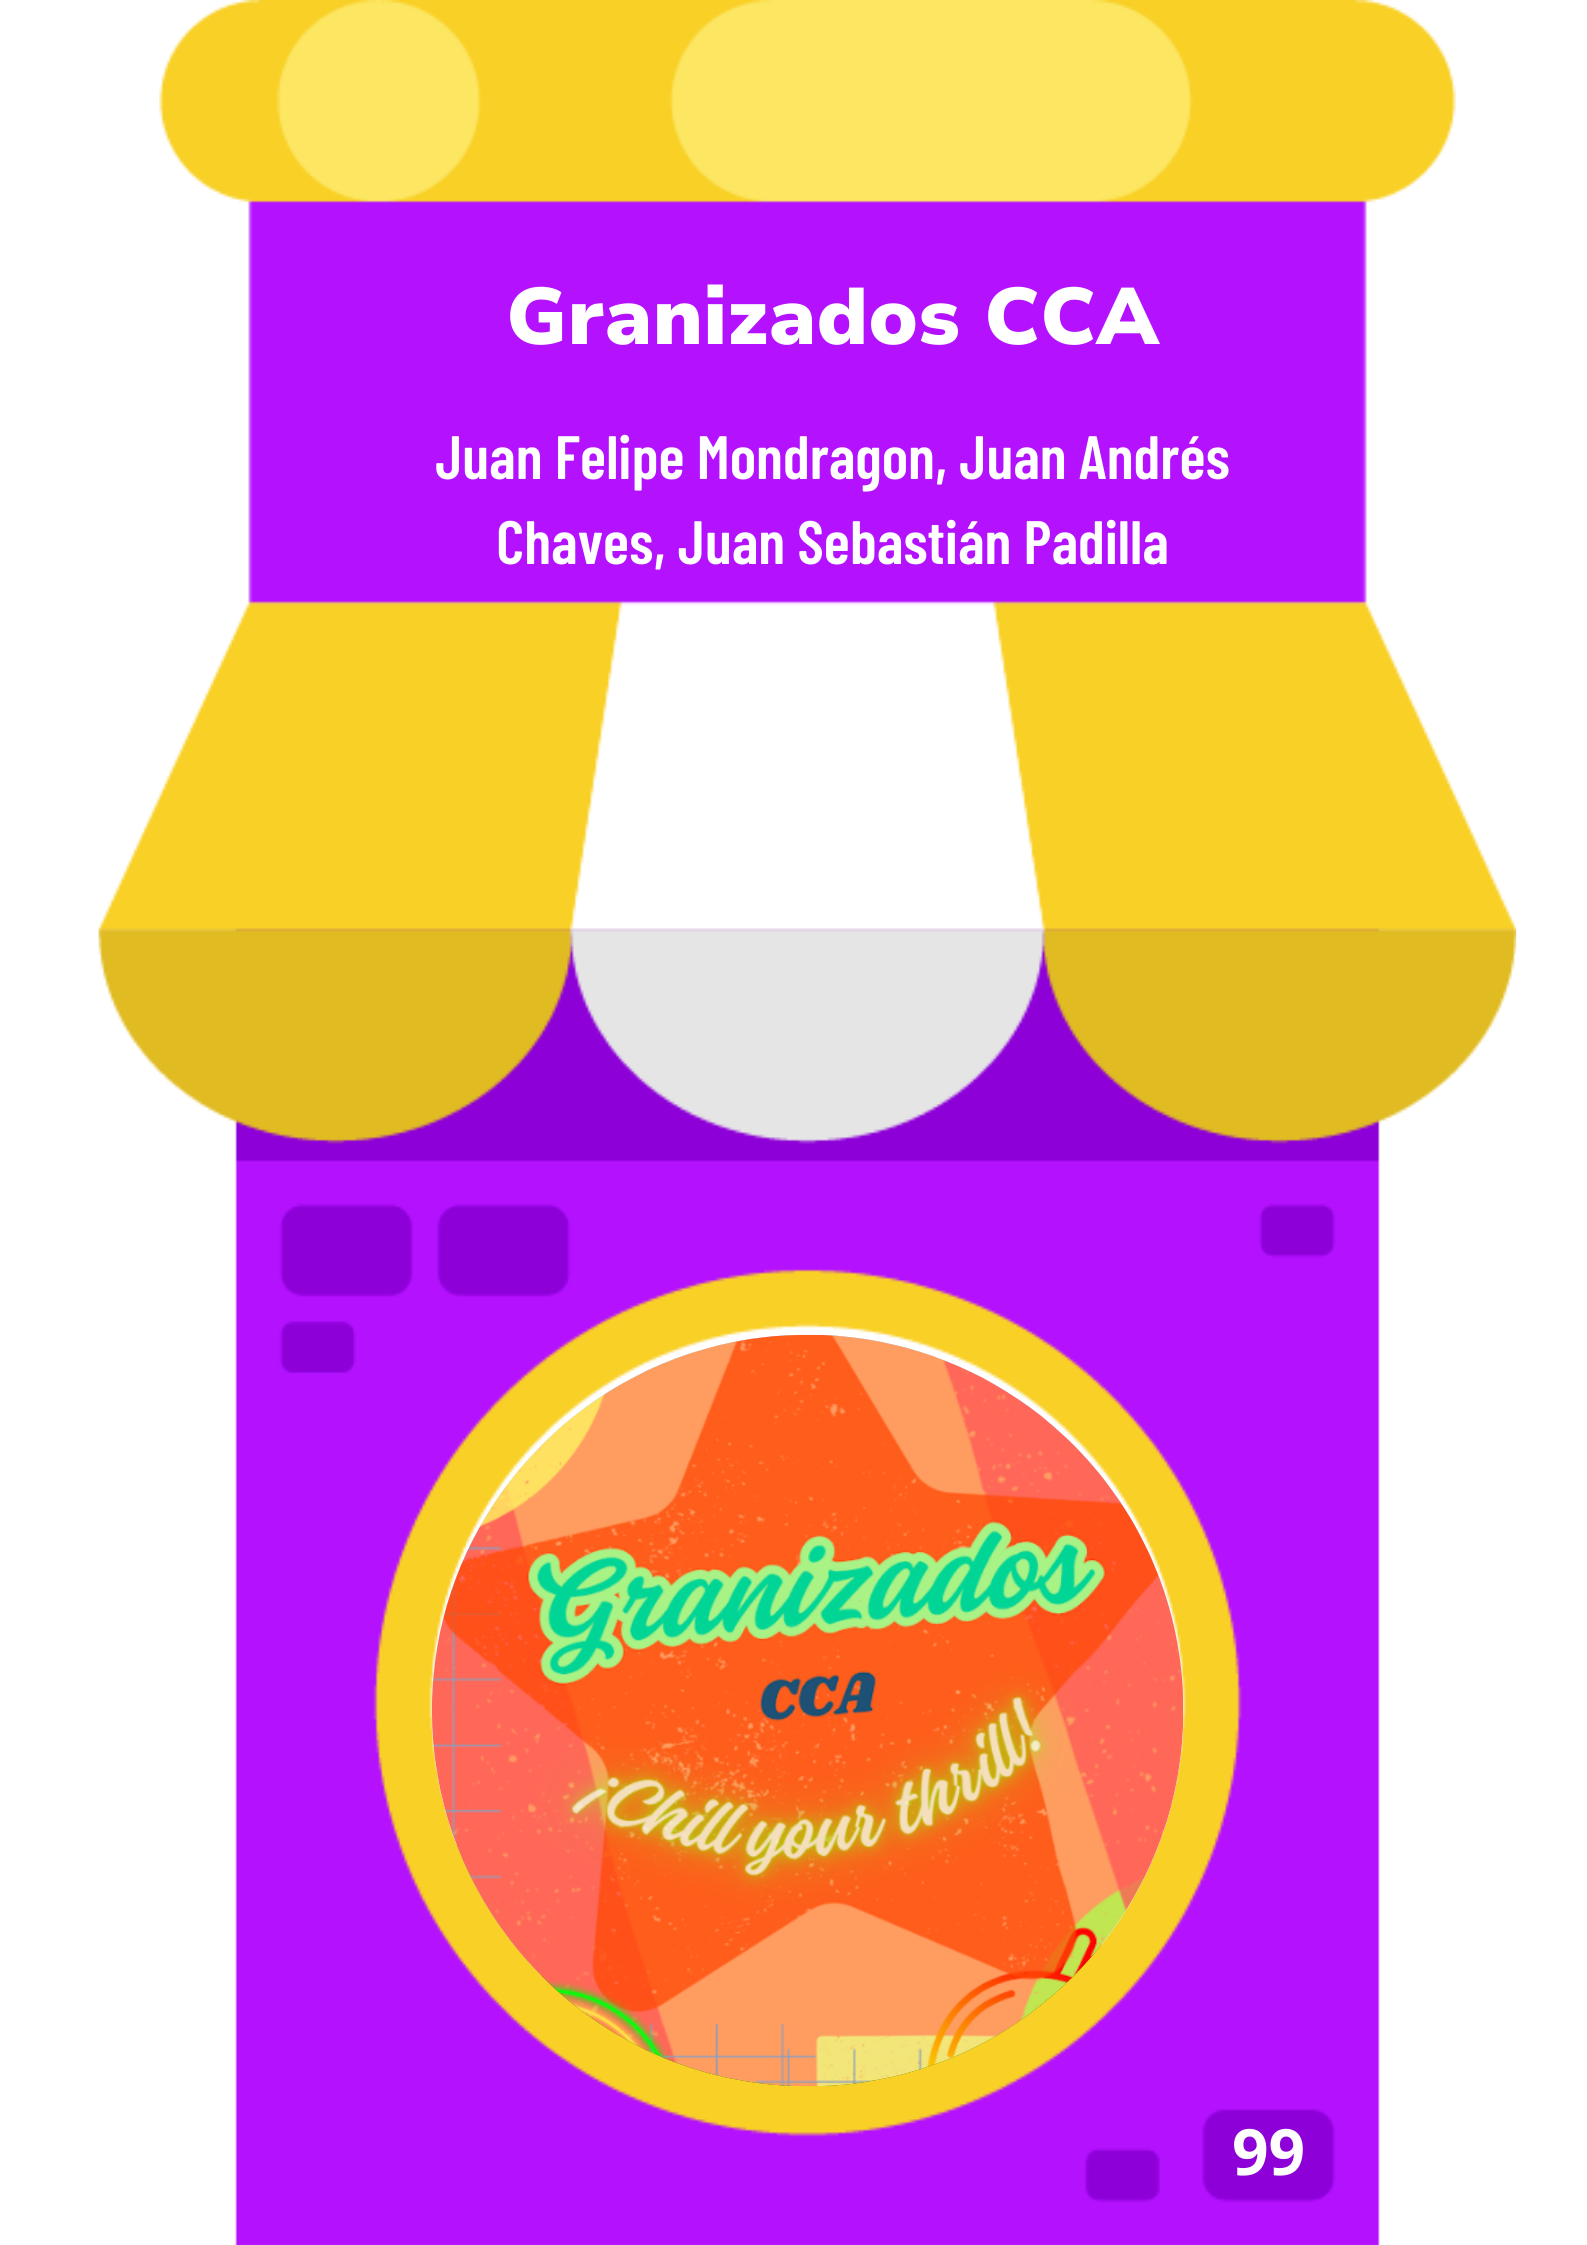 Granizados CCA
Juan Felipe Mondragon, Juan Andrés
Chaves, Juan Sebastián Padilla
Granizados
CCA
¡Chill your thrill!
99